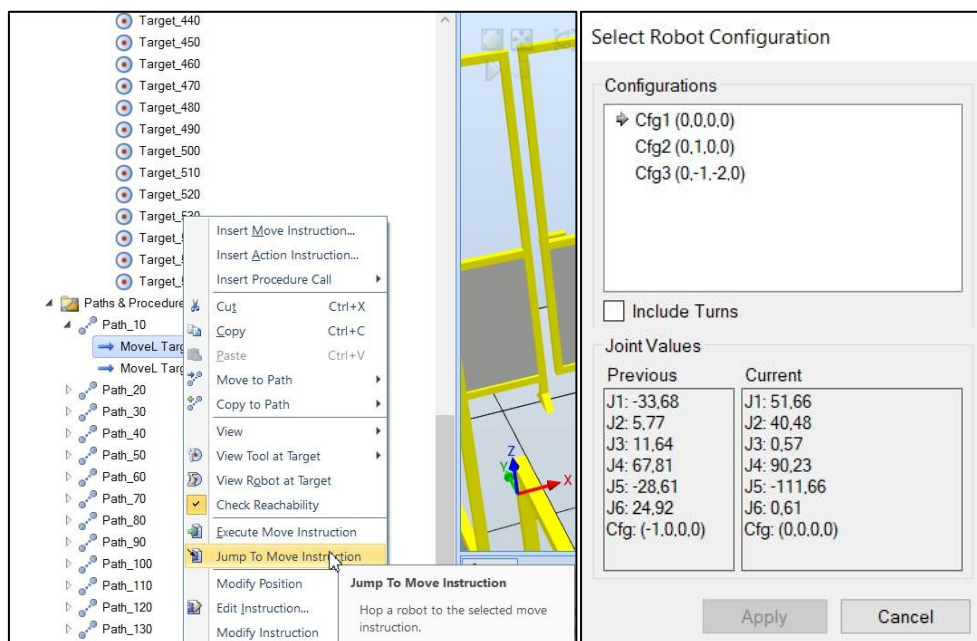 Target_440
Target_450
Target_460
Target_470
Target_480
Target_490
Target_500
Target_510
Target_520
Target_530
Target_5
Target_5
Target_5
Paths & Procedure
Path_10
MoveL Targ
MoveL Targ
Path_20
Path_30
Path_40
Path_50
Path_60
Path_70
Path_80
Path_90
Path_100
Path_110
Path_120
Path_130
Insert Move Instruction...
Insert Action Instruction...
Insert Procedure Call
Cut Ctrl+X
Copy Ctrl+C
Paste Ctrl+V
Move to Path
Copy to Path
View
View Tool at Target
View Robot at Target
Check Reachability
Execute Move Instruction
Jump To Move Instruction
Modify Position
Edit Instruction...
Modify Instruction
Jump To Move Instruction
Hop a robot to the selected move
instruction.
Z
Y
X
Select Robot Configuration
Configurations
Cfg1 (0,0,0,0)
Cfg2 (0,1,0,0)
Cfg3 (0,-1,-2,0)
Include Turns
Joint Values
Previous
J1: -33,68
J2: 5,77
J3: 11,64
J4: 67,81
J5: -28,61
J6: 24,92
Cfg: (-1,0,0,0)
Current
J1: 51,66
J2: 40,48
J3: 0,57
J4: 90,23
J5: -111,66
J6: 0,61
Cfg: (0,0,0,0)
Apply
Cancel